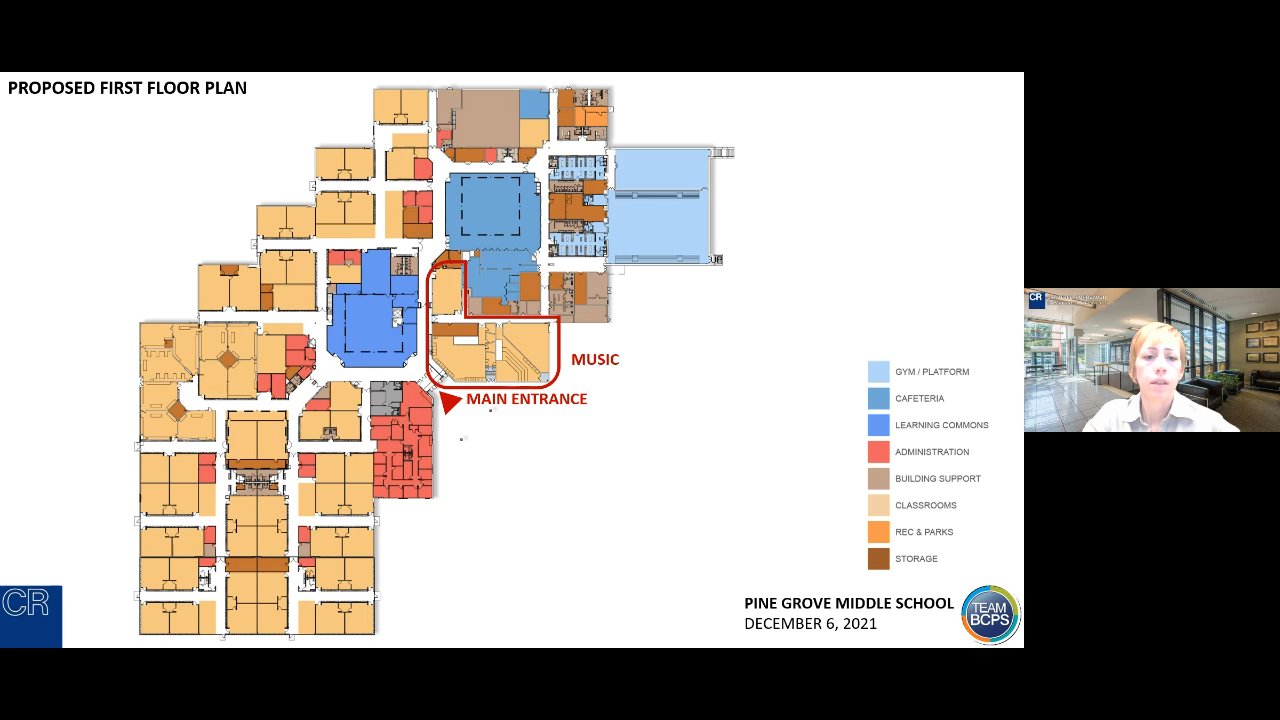 PROPOSED FIRST FLOOR PLAN
MUSIC
MAIN ENTRANCE
GYM / PLATFORM
CAFETERIA
LEARNING COMMONS
ADMINISTRATION
BUILDING SUPPORT
CLASSROOMS
REC & PARKS
STORAGE
CR
PINE GROVE MIDDLE SCHOOL
DECEMBER 6, 2021
TEAM
BCPS
CR